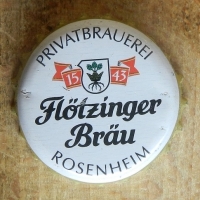 PRIVATBRAUEREI
15 43
Flötzinger
Bräu
ROSENHEIM